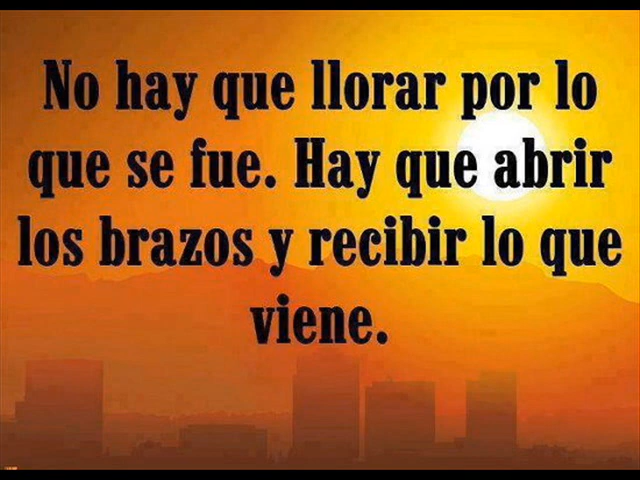 No hay que llorar por lo
que se fue. Hay que abrir
los brazos y recibir lo que
viene.